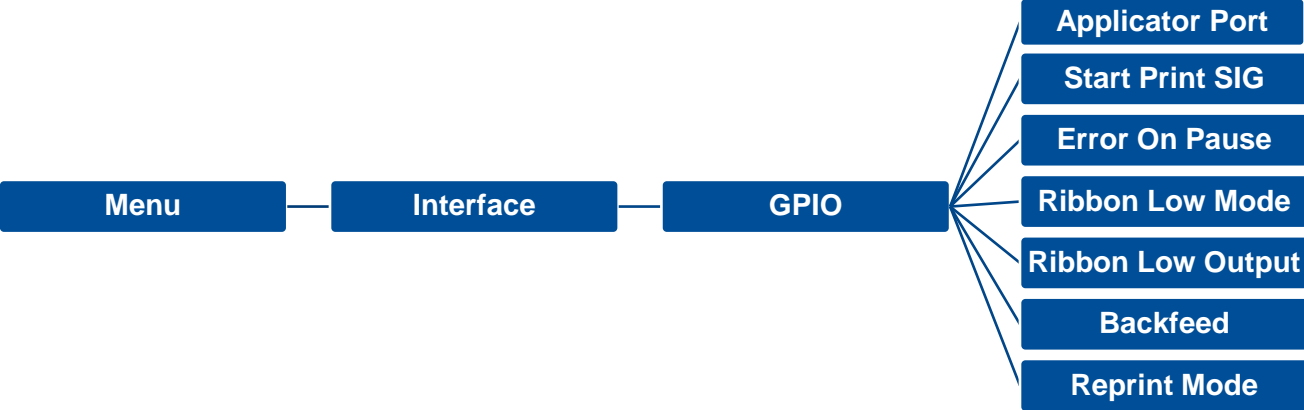 Menu
Interface
GPIO
Applicator Port
Start Print SIG
Error On Pause
Ribbon Low Mode
Ribbon Low Output
Backfeed
Reprint Mode